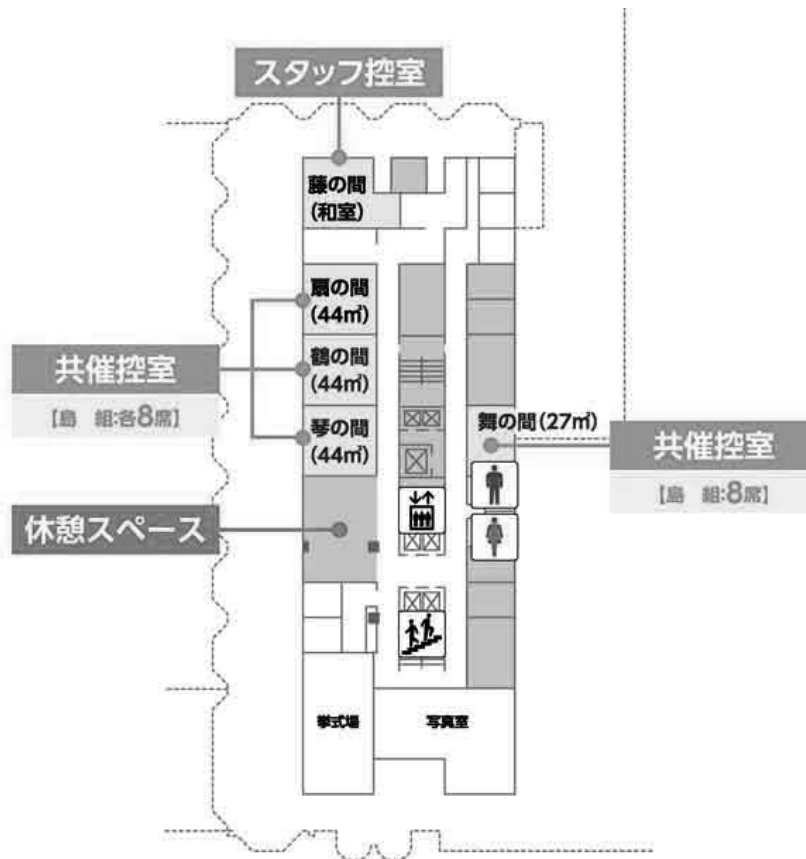 スタッフ控室
藤の間
(和室)
扇の間
(44㎡)
共催控室
【島 組:各8席】
鶴の間
(44㎡)
琴の間
(44㎡)
舞の間(27㎡)
共催控室
【島 組:8席】
休憩スペース
挙式場
写真室